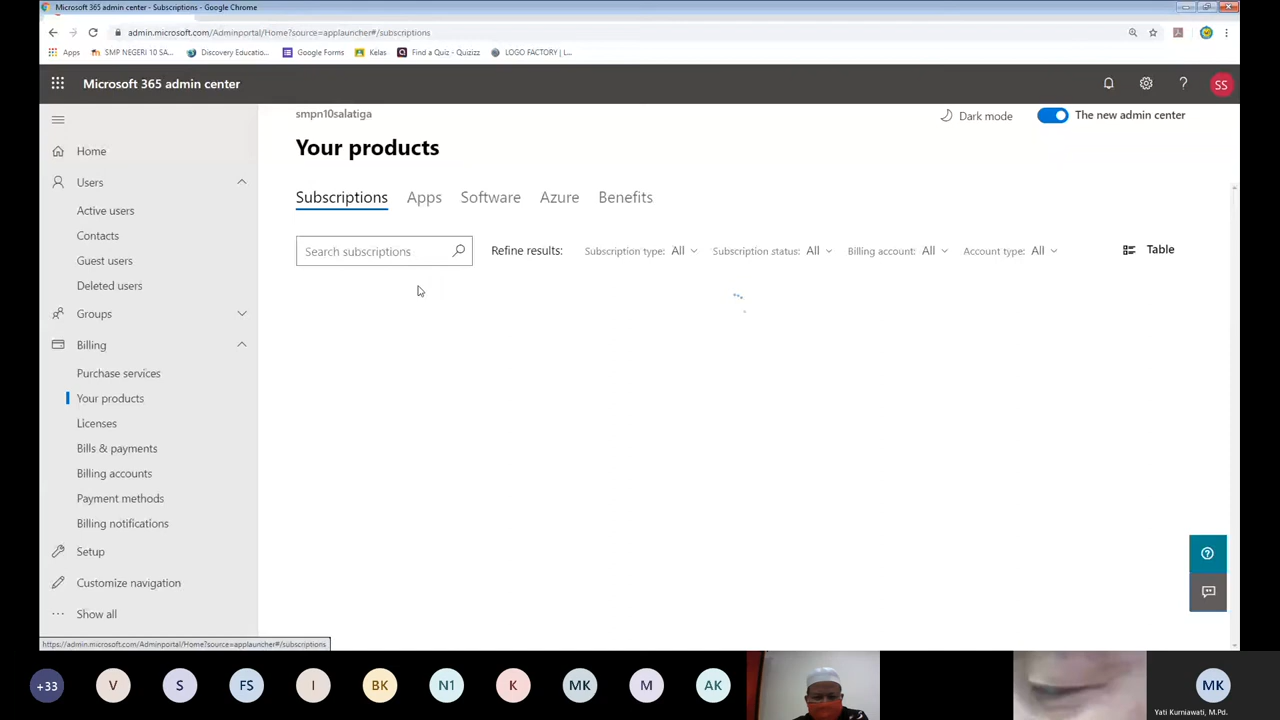 Microsoft 365 admin center - Subscriptions - Google Chrome
admin.microsoft.com/Adminportal/Home?source=applauncher#/subscriptions
Apps SMP NEGERI 10 SA... Discovery Educatio... Google Forms Kelas Find a Quiz - Quizizz LOGO FACTORY (I...
Microsoft 365 admin center
SS
smpn10salatiga
Dark mode
The new admin center
Your products
Subscriptions Apps Software Azure Benefits
Search subscriptions
Refine results: Subscription type: All Subscription status: All Billing account: All Account type: All
Table
Home
Users
Active users
Contacts
Guest users
Deleted users
Groups
Billing
Purchase services
Your products
Licenses
Bills & payments
Billing accounts
Payment methods
Billing notifications
Setup
Customize navigation
Show all
https://admin.microsoft.com/Adminportal/Home?source=applauncher#/subscriptions
+33 V S FS I BK N1 K MK M AK MK
Yati Kurniawati, M.Pd.